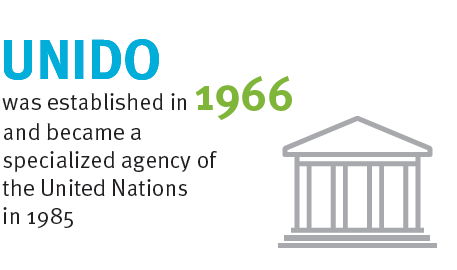 UNIDO
was established in 1966
and became a
specialized agency of
the United Nations
in 1985